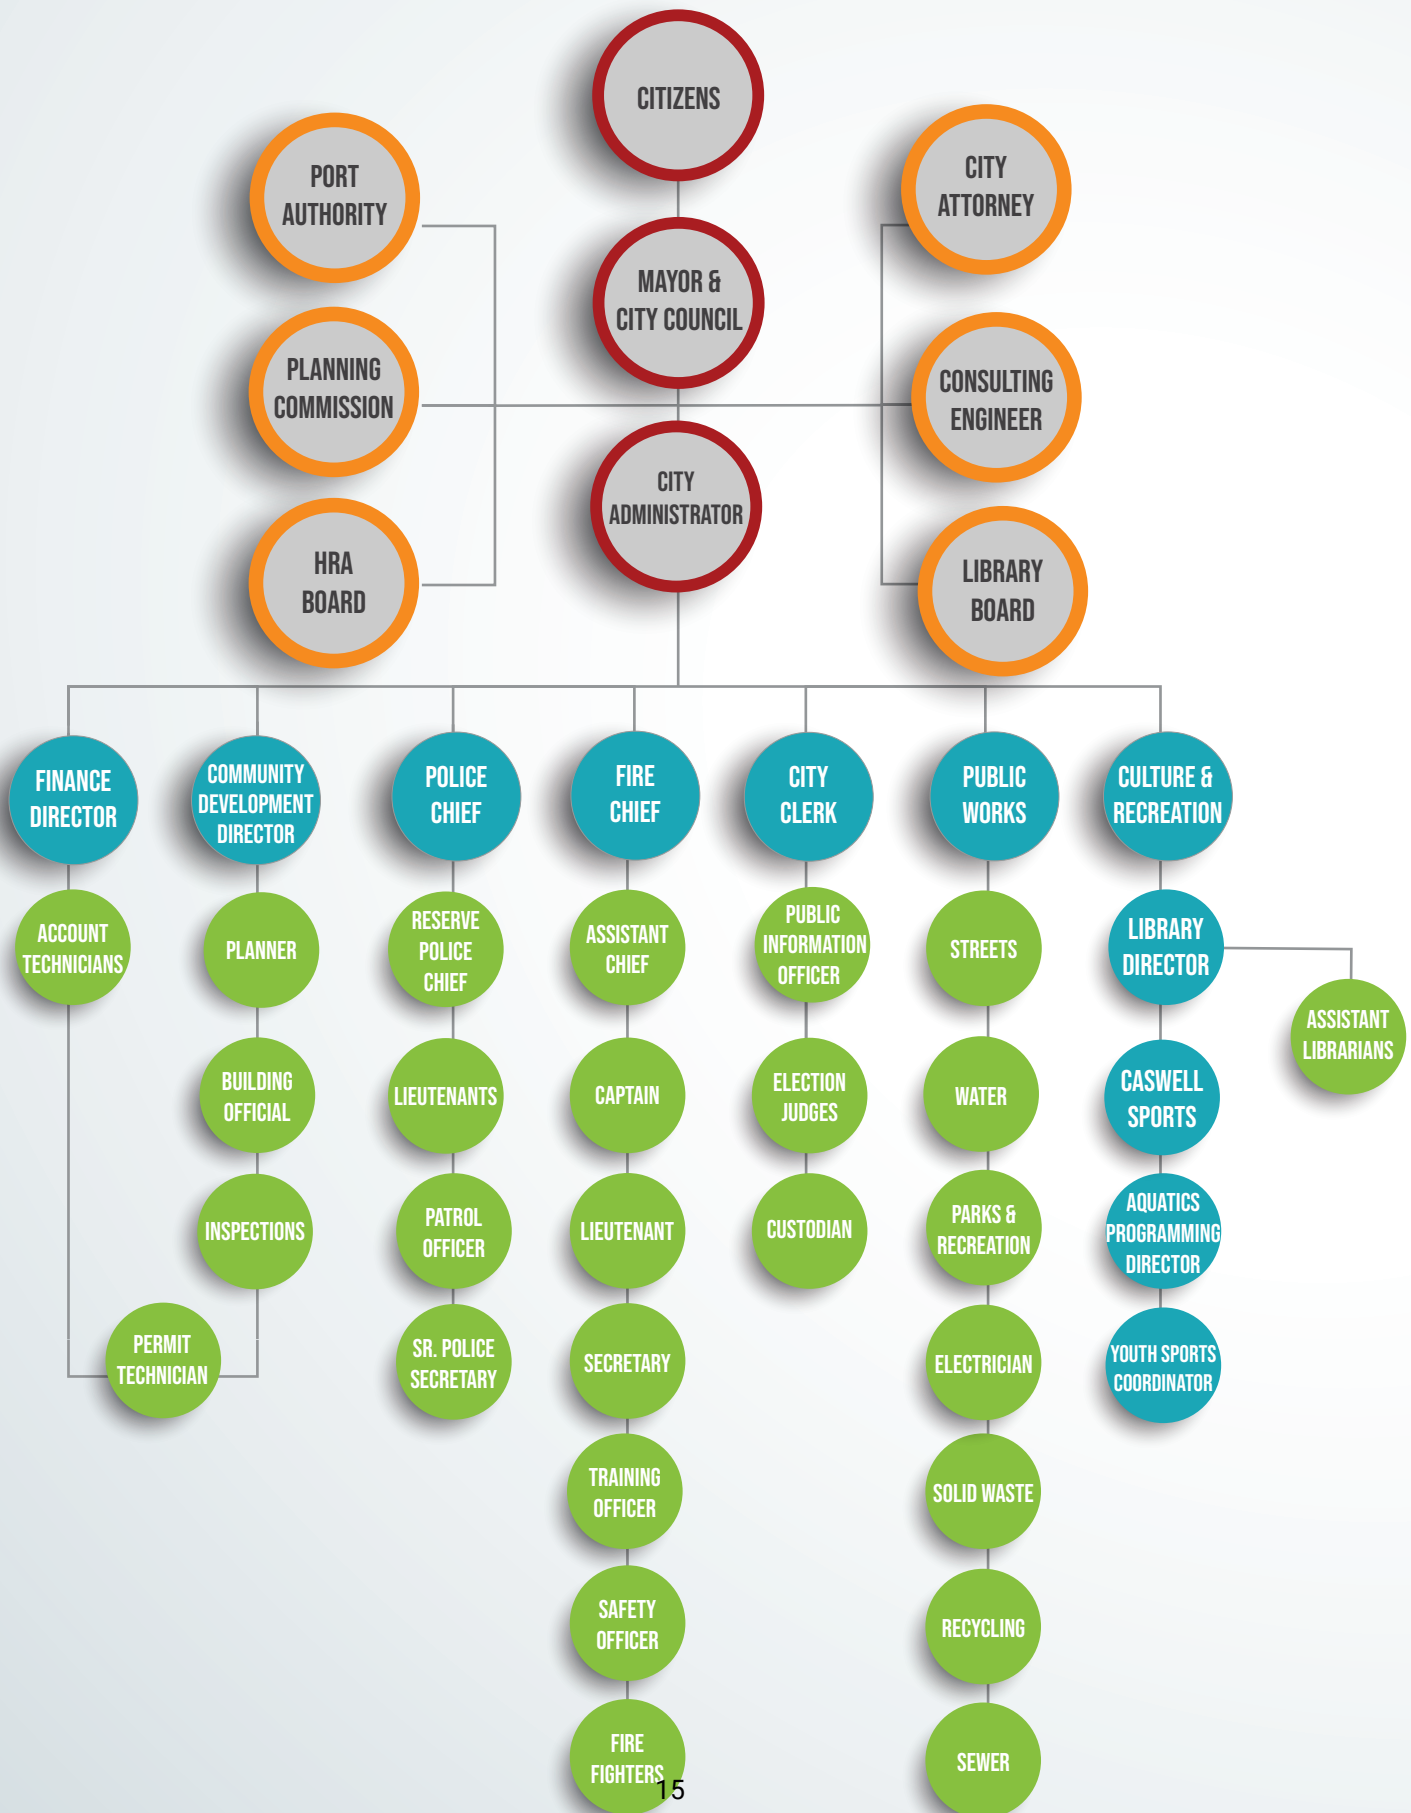 CITIZENS
PORT
AUTHORITY
CITY
ATTORNEY
MAYOR &
CITY COUNCIL
PLANNING
COMMISSION
CONSULTING
ENGINEER
CITY
ADMINISTRATOR
HRA
BOARD
LIBRARY
BOARD
FINANCE
DIRECTOR
COMMUNITY
DEVELOPMENT
DIRECTOR
POLICE
CHIEF
FIRE
CHIEF
CITY
CLERK
PUBLIC
WORKS
CULTURE &
RECREATION
ACCOUNT
TECHNICIANS
PLANNER
RESERVE
POLICE
CHIEF
ASSISTANT
CHIEF
PUBLIC
INFORMATION
OFFICER
STREETS
LIBRARY
DIRECTOR
ASSISTANT
LIBRARIANS
BUILDING
OFFICIAL
LIEUTENANTS
CAPTAIN
ELECTION
JUDGES
WATER
CASWELL
SPORTS
INSPECTIONS
PATROL
OFFICER
LIEUTENANT
CUSTODIAN
PARKS &
RECREATION
AQUATICS
PROGRAMMING
DIRECTOR
PERMIT
TECHNICIAN
SR. POLICE
SECRETARY
SECRETARY
ELECTRICIAN
YOUTH SPORTS
COORDINATOR
TRAINING
OFFICER
SOLID WASTE
SAFETY
OFFICER
RECYCLING
FIRE
FIGHTERS
SEWER
15